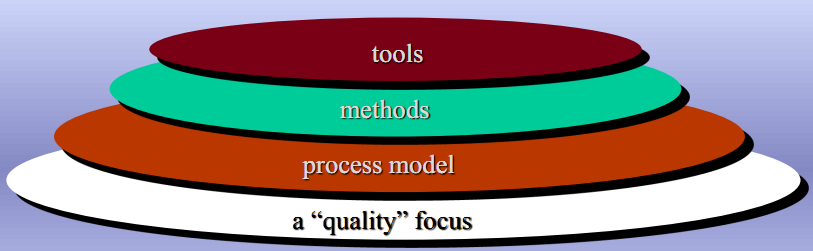 tools
methods
process model
a “quality” focus